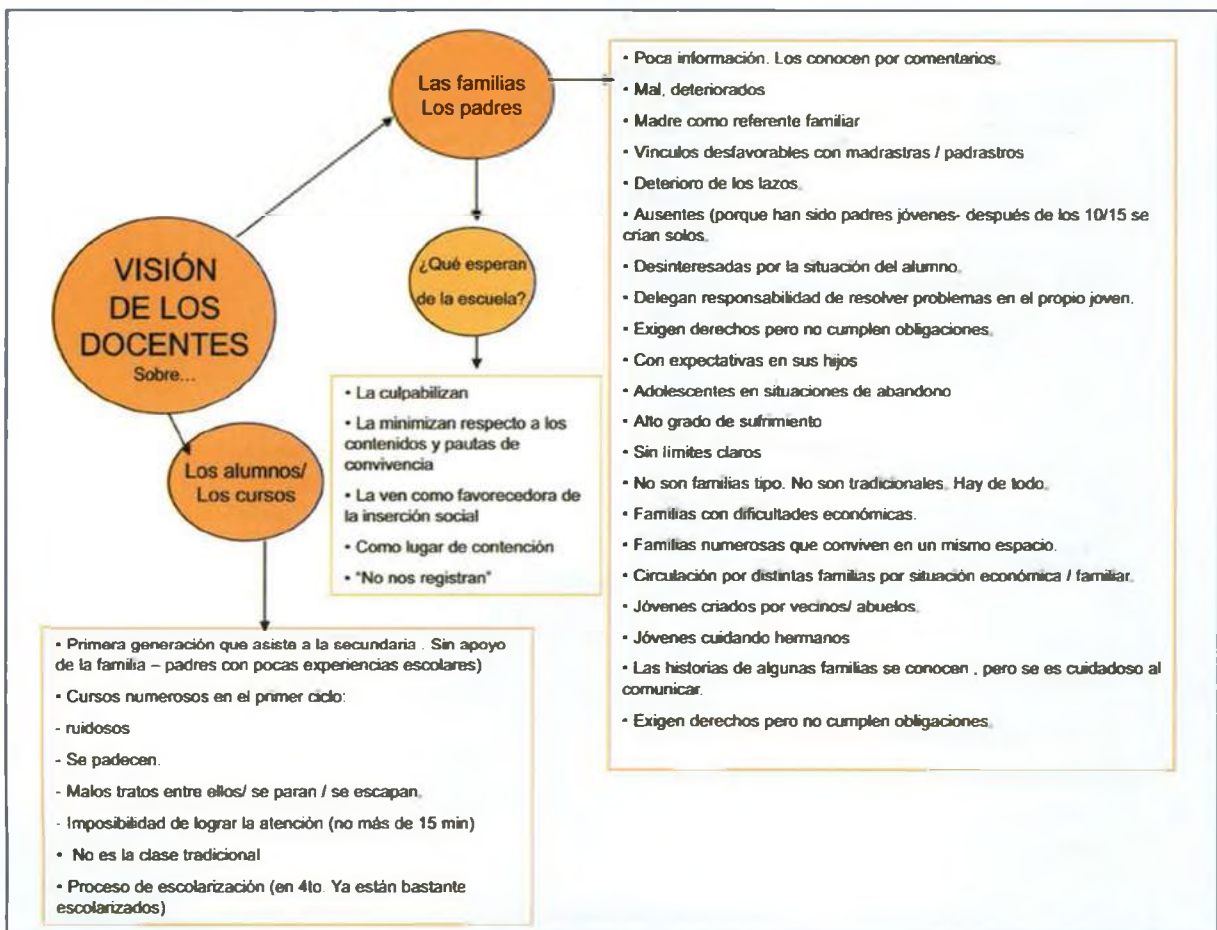 VISIÓN
DE LOS
DOCENTES
Sobre...
Las familias
Los padres
• Poca información. Los conocen por comentarios.
• Mal, deteriorados
• Madre como referente familiar
• Vinculos desfavorables con madrastras / padrastros
• Deterioro de los lazos.
• Ausentes (porque han sido padres jóvenes- después de los 10/15 se
crian solos.
• Desinteresadas por la situación del alumno.
• Delegan responsabilidad de resolver problemas en el propio joven.
• Exigen derechos pero no cumplen obligaciones.
• Con expectativas en sus hijos
• Adolescentes en situaciones de abandono
• Alto grado de sufrimiento
• Sin límites claros
• No son familias tipo. No son tradicionales. Hay de todo.
• Familias con dificultades económicas.
• Familias numerosas que conviven en un mismo espacio.
• Circulación por distintas familias por situación económica / familiar.
• Jóvenes criados por vecinos/ abuelos.
• Jóvenes cuidando hermanos
• Las historias de algunas familias se conocen , pero se es cuidadoso al
comunicar.
• Exigen derechos pero no cumplen obligaciones.
¿Qué esperan
de la escuela?
• La culpabilizan
• La minimizan respecto a los
contenidos y pautas de
convivencia
• La ven como favorecedora de
la inserción social
• Como lugar de contención
• "No nos registran"
Los alumnos/
Los cursos
• Primera generación que asiste a la secundaria . Sin apoyo
de la familia – padres con pocas experiencias escolares)
• Cursos numerosos en el primer ciclo:
- ruidosos
- Se padecen.
- Malos tratos entre ellos/ se paran / se escapan.
- Imposibilidad de lograr la atención (no más de 15 min)
• No es la clase tradicional
• Proceso de escolarización (en 4to. Ya están bastante
escolarizados)